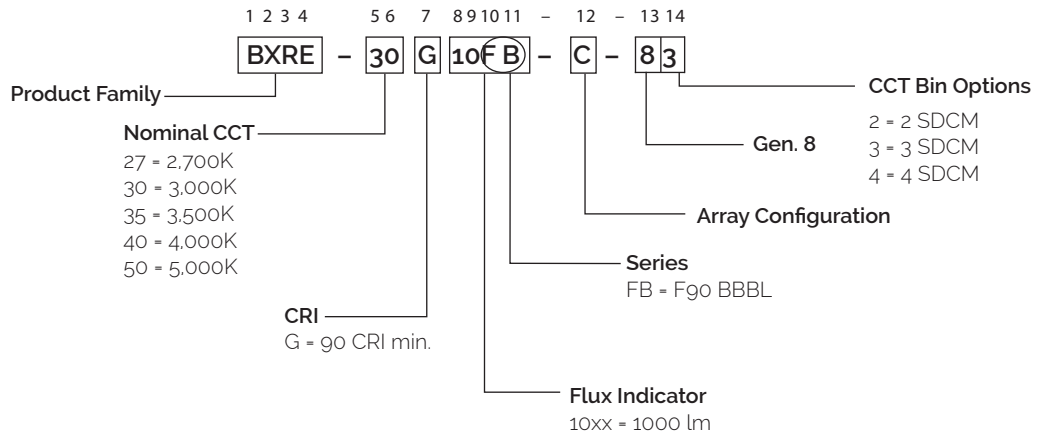 1 2 3 4 5 6 7 8 9 10 11 – 12 – 13 14
BXRE – 30 G 10F B – C – 8 3
Product Family
CCT Bin Options
2 = 2 SDCM
3 = 3 SDCM
4 = 4 SDCM
Nominal CCT
27 = 2,700K
30 = 3,000K
35 = 3,500K
40 = 4,000K
50 = 5,000K
Gen. 8
Array Configuration
Series
FB = F90 BBBL
CRI
G = 90 CRI min.
Flux Indicator
10xx = 1000 lm